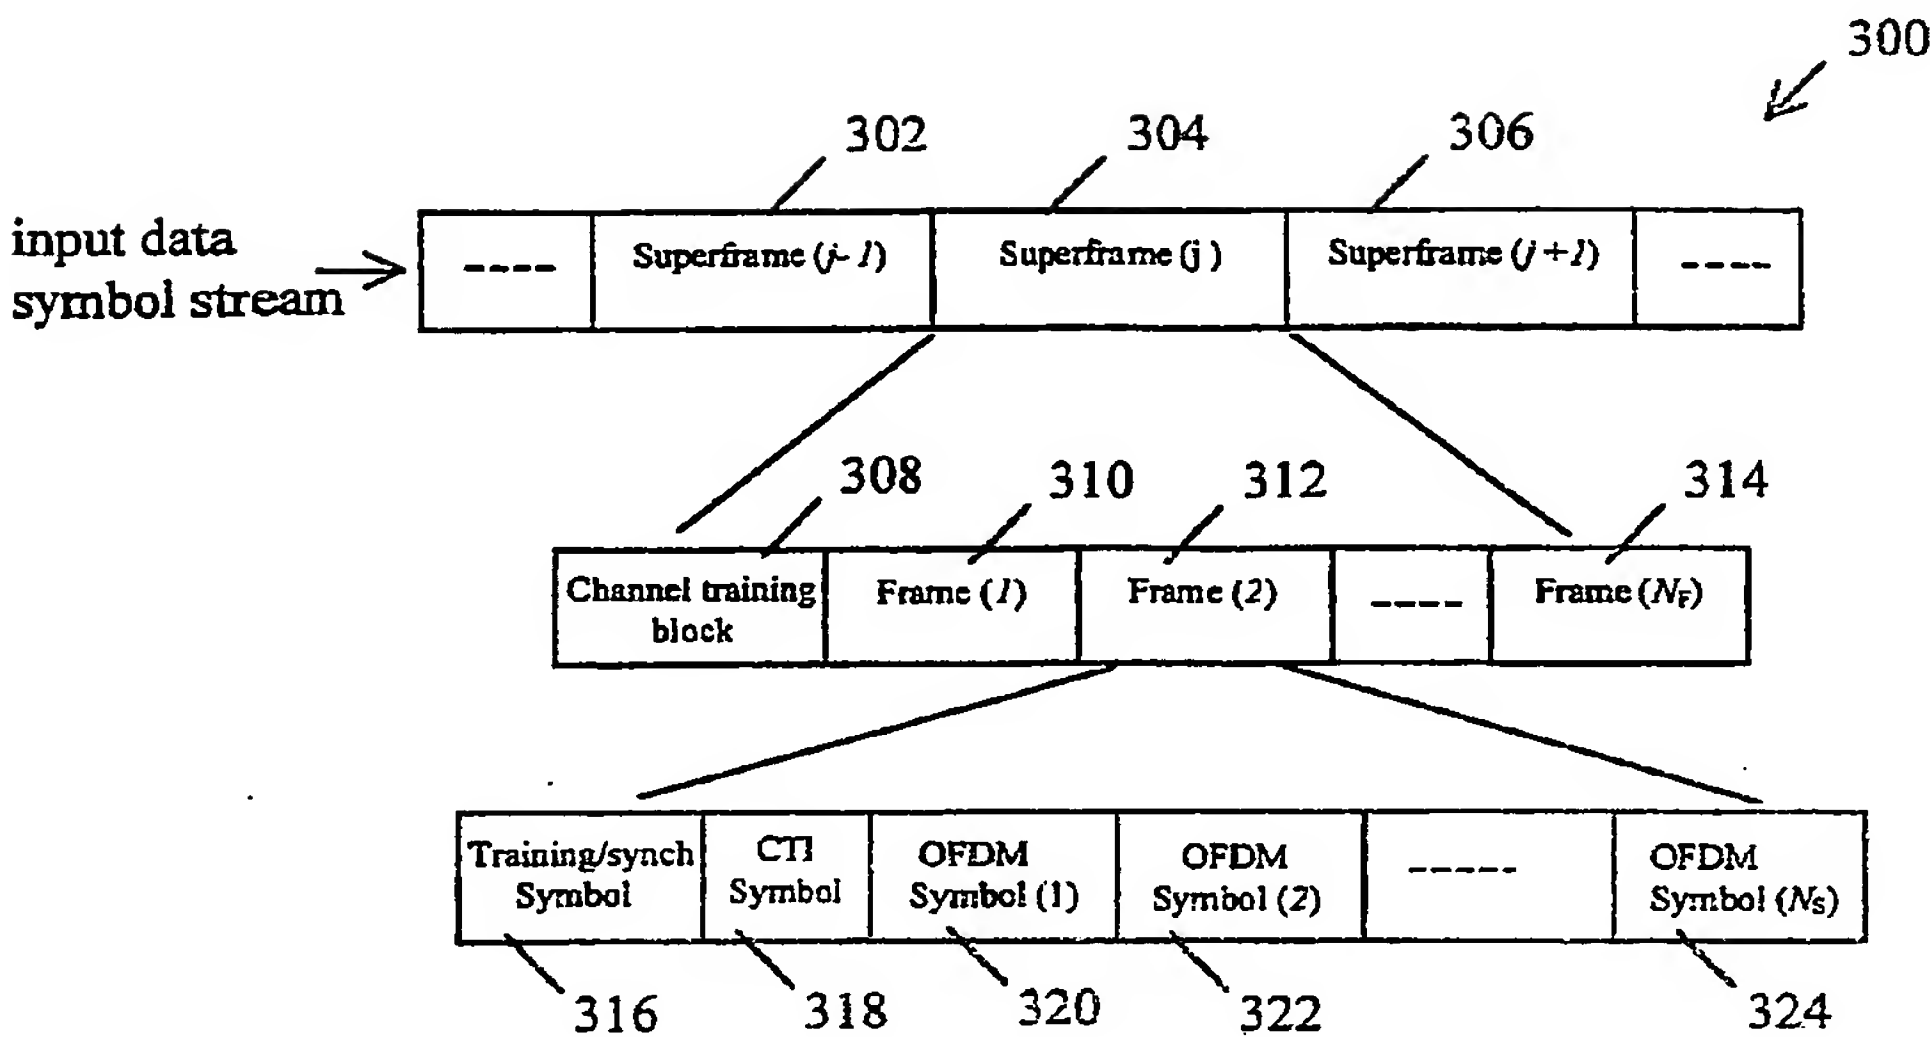 300
302 304 306
input data
symbol stream
---- Superframe (j-1) Superframe (j) Superframe (j+1) ----
308 310 312 314
Channel training
block
Frame (1) Frame (2) ---- Frame (NF)
Training/synch
Symbol
CTI
Symbol
OFDM
Symbol (1)
OFDM
Symbol (2)
-----
OFDM
Symbol (NS)
316 318 320 322 324